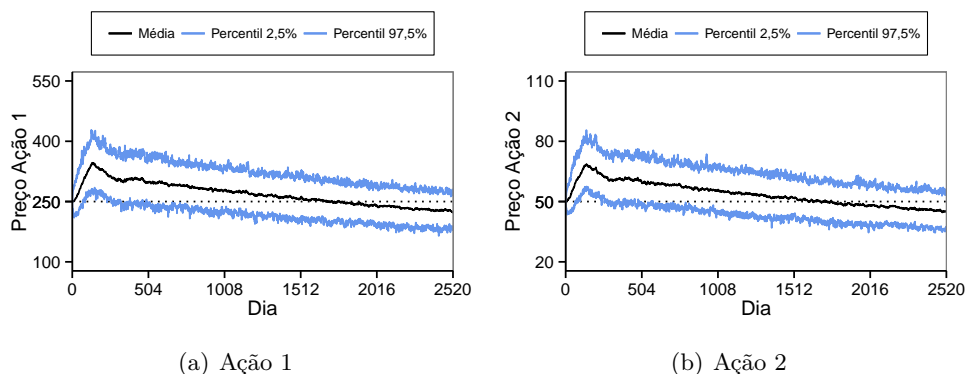 Média Percentil 2,5% Percentil 97,5%
Preço Ação 1
550
400
250
100
0 504 1008 1512 2016 2520
Dia
(a) Ação 1
Média Percentil 2,5% Percentil 97,5%
Preço Ação 2
110
80
50
20
0 504 1008 1512 2016 2520
Dia
(b) Ação 2